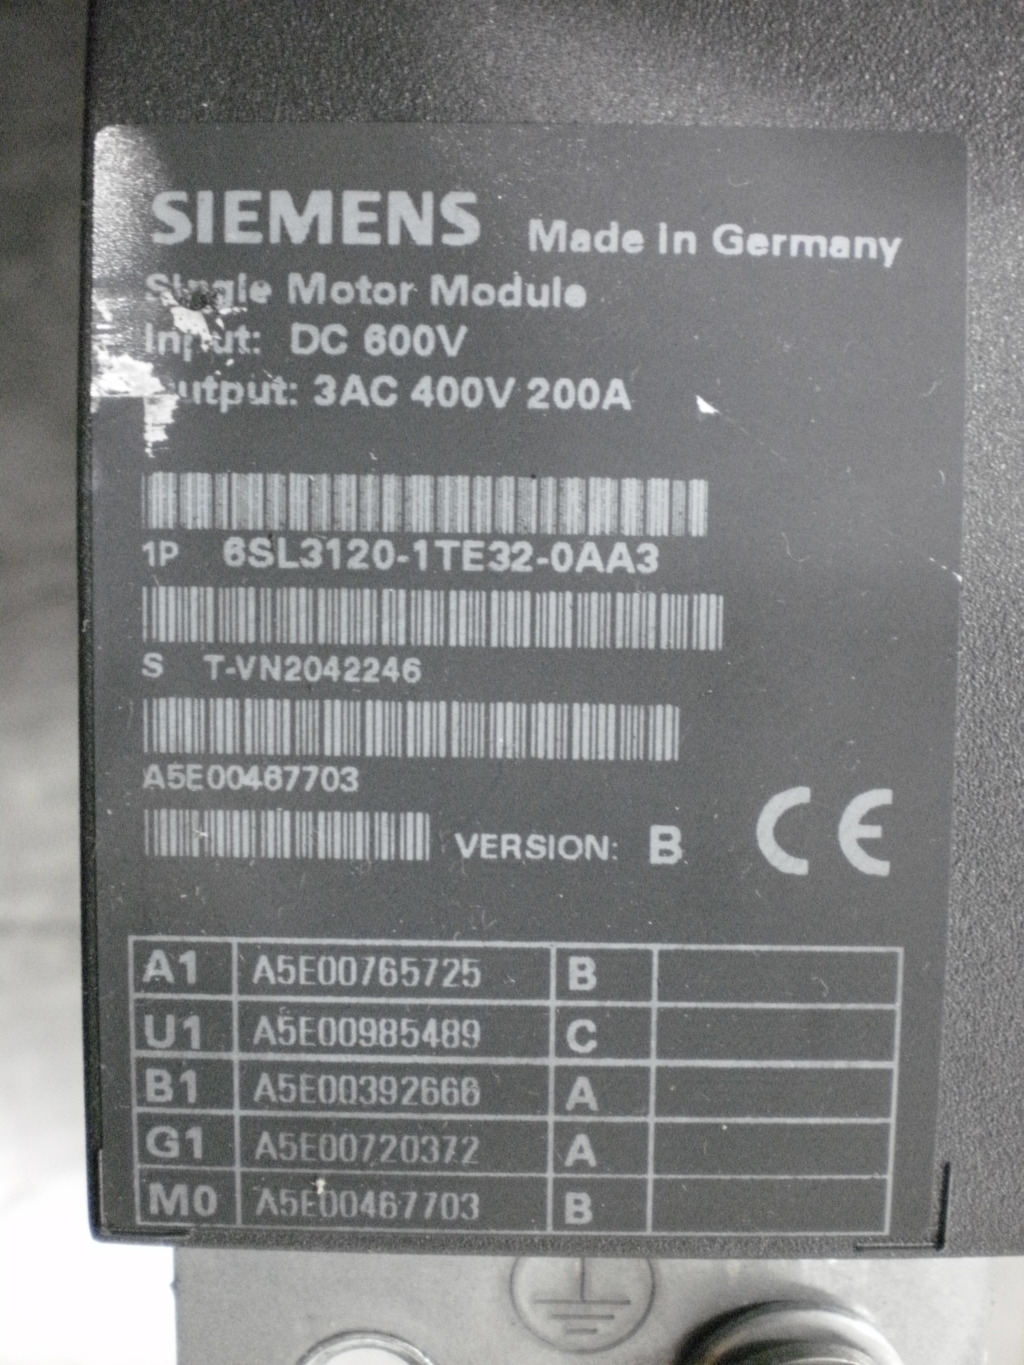 SIEMENS Made in Germany
Single Motor Module
Input: DC 600V
Output: 3AC 400V 200A
1P 6SL3120-1TE32-0AA3
S T-VN2042246
A5E00467703
VERSION: B CE
A1 A5E00765725 B
U1 A5E00985489 C
B1 A5E00392666 A
G1 A5E00720372 A
M0 A5E00467703 B